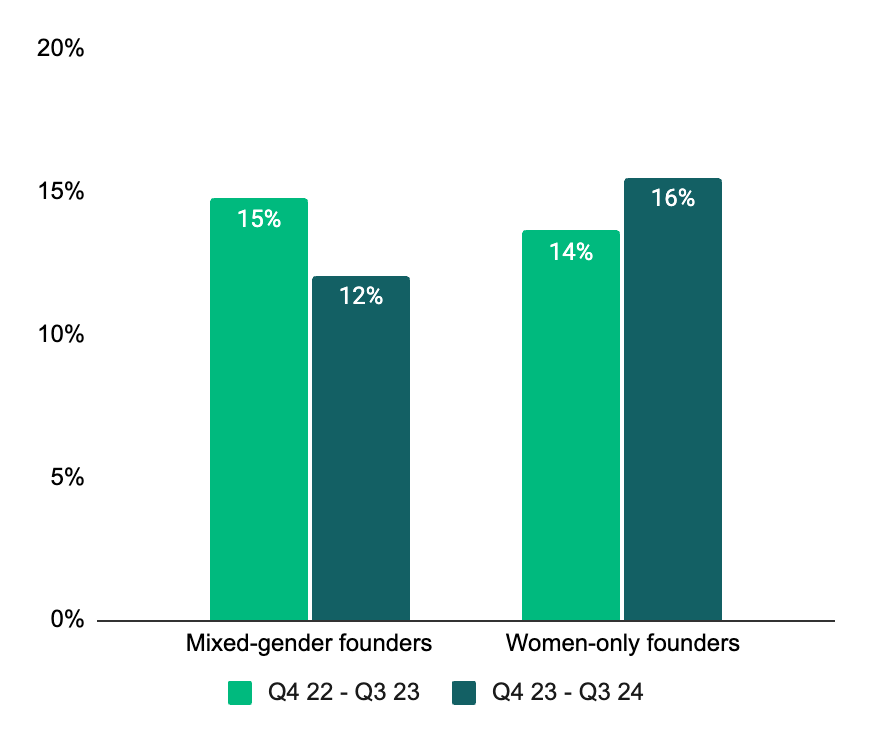 20%
15%
10%
5%
0%
15%
12%
14%
16%
Mixed-gender founders
Women-only founders
Q4 22 - Q3 23
Q4 23 - Q3 24